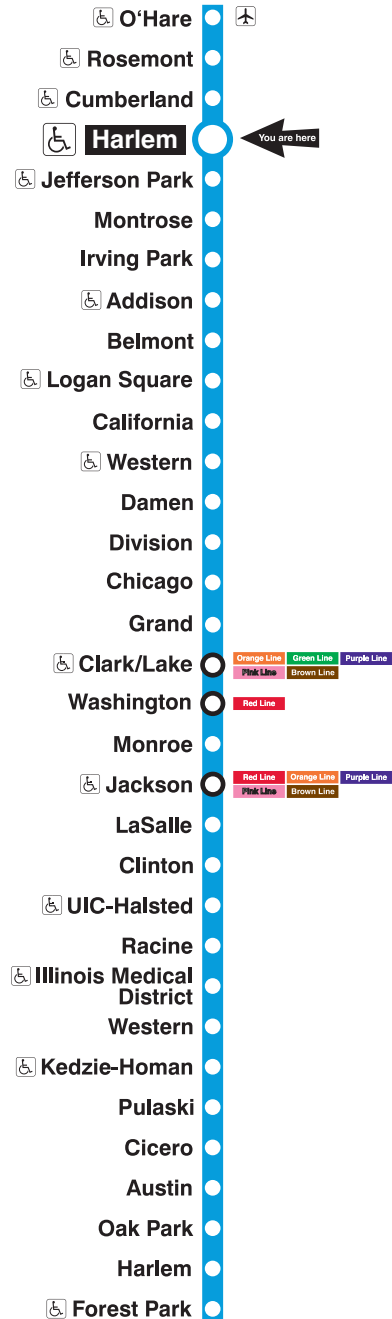 O'Hare
Rosemont
Cumberland
Harlem
You are here
Jefferson Park
Montrose
Irving Park
Addison
Belmont
Logan Square
California
Western
Damen
Division
Chicago
Grand
Clark/Lake
Orange Line Green Line Purple Line
Pink Line Brown Line
Washington
Red Line
Monroe
Jackson
Red Line Orange Line Purple Line
Pink Line Brown Line
LaSalle
Clinton
UIC-Halsted
Racine
Illinois Medical
District
Western
Kedzie-Homan
Pulaski
Cicero
Austin
Oak Park
Harlem
Forest Park